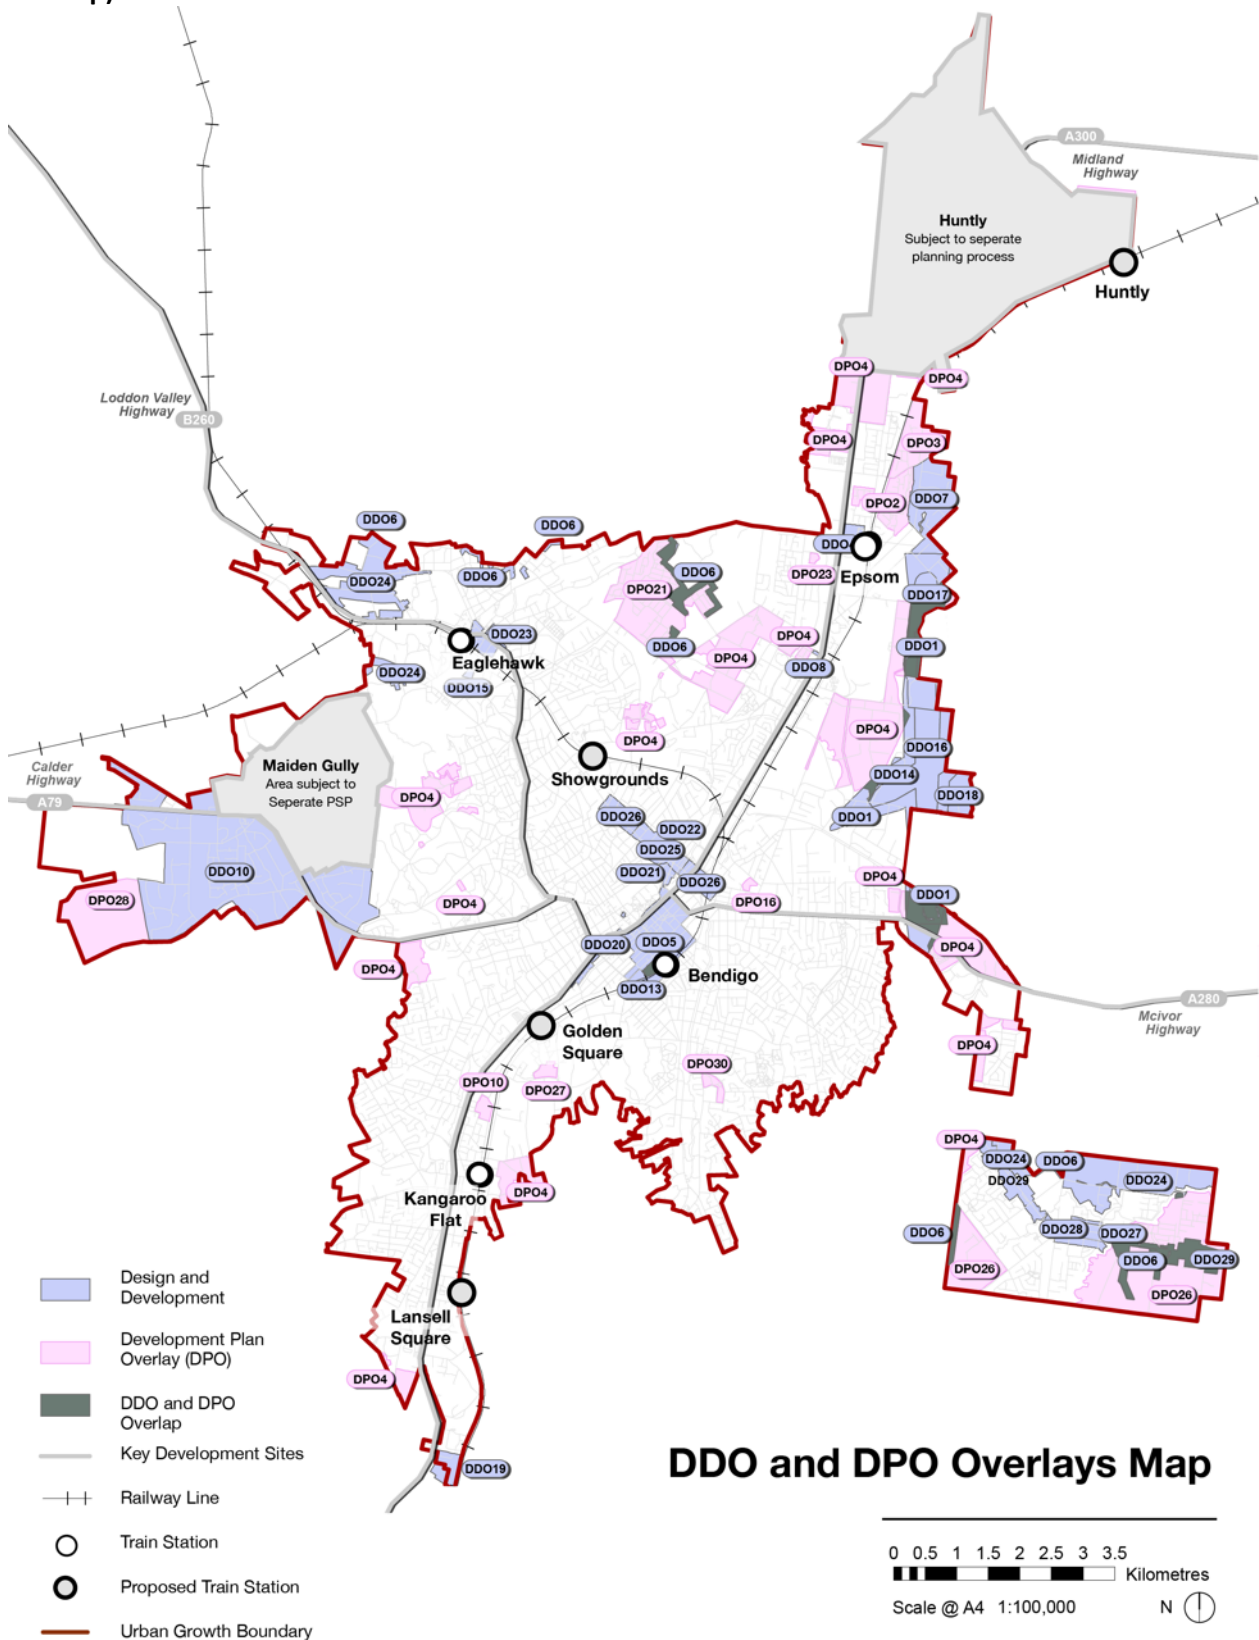 A300
Midland
Highway
Huntly
Subject to seperate
planning process
Huntly
DPO4
DPO4
Loddon Valley
Highway
B260
DPO4
DPO3
DPO2
DDO7
DDO6
DDO6
DDO4
Epsom
DDO24
DDO6
DPO21
DDO6
DPO23
DDO17
DDO23
Eaglehawk
DDO6
DPO4
DPO4
DDO8
DDO1
DDO24
DDO15
DPO4
DPO4
DDO16
Showgrounds
Maiden Gully
Area subject to
Seperate PSP
Calder
Highway
A79
DPO4
DDO14
DDO18
DDO1
DDO26
DDO22
DDO25
DDO21
DDO26
DPO4
DDO1
DDO10
DPO28
DPO4
DPO16
DDO20
DDO5
DPO4
DPO4
Bendigo
DDO13
A280
Mcivor
Highway
Golden
Square
DPO4
DPO30
DPO10
DPO27
DPO4
DDO24
DDO6
DDO29
DDO24
Kangaroo
Flat
DPO4
DDO6
DDO28
DDO27
DDO6
DDO29
DPO26
DPO26
Lansell
Square
DPO4
DDO19
Design and
Development
Development Plan
Overlay (DPO)
DDO and DPO
Overlap
Key Development Sites
Railway Line
Train Station
Proposed Train Station
Urban Growth Boundary
DDO and DPO Overlays Map
0 0.5 1 1.5 2 2.5 3 3.5
Kilometres
Scale @ A4 1:100,000
N